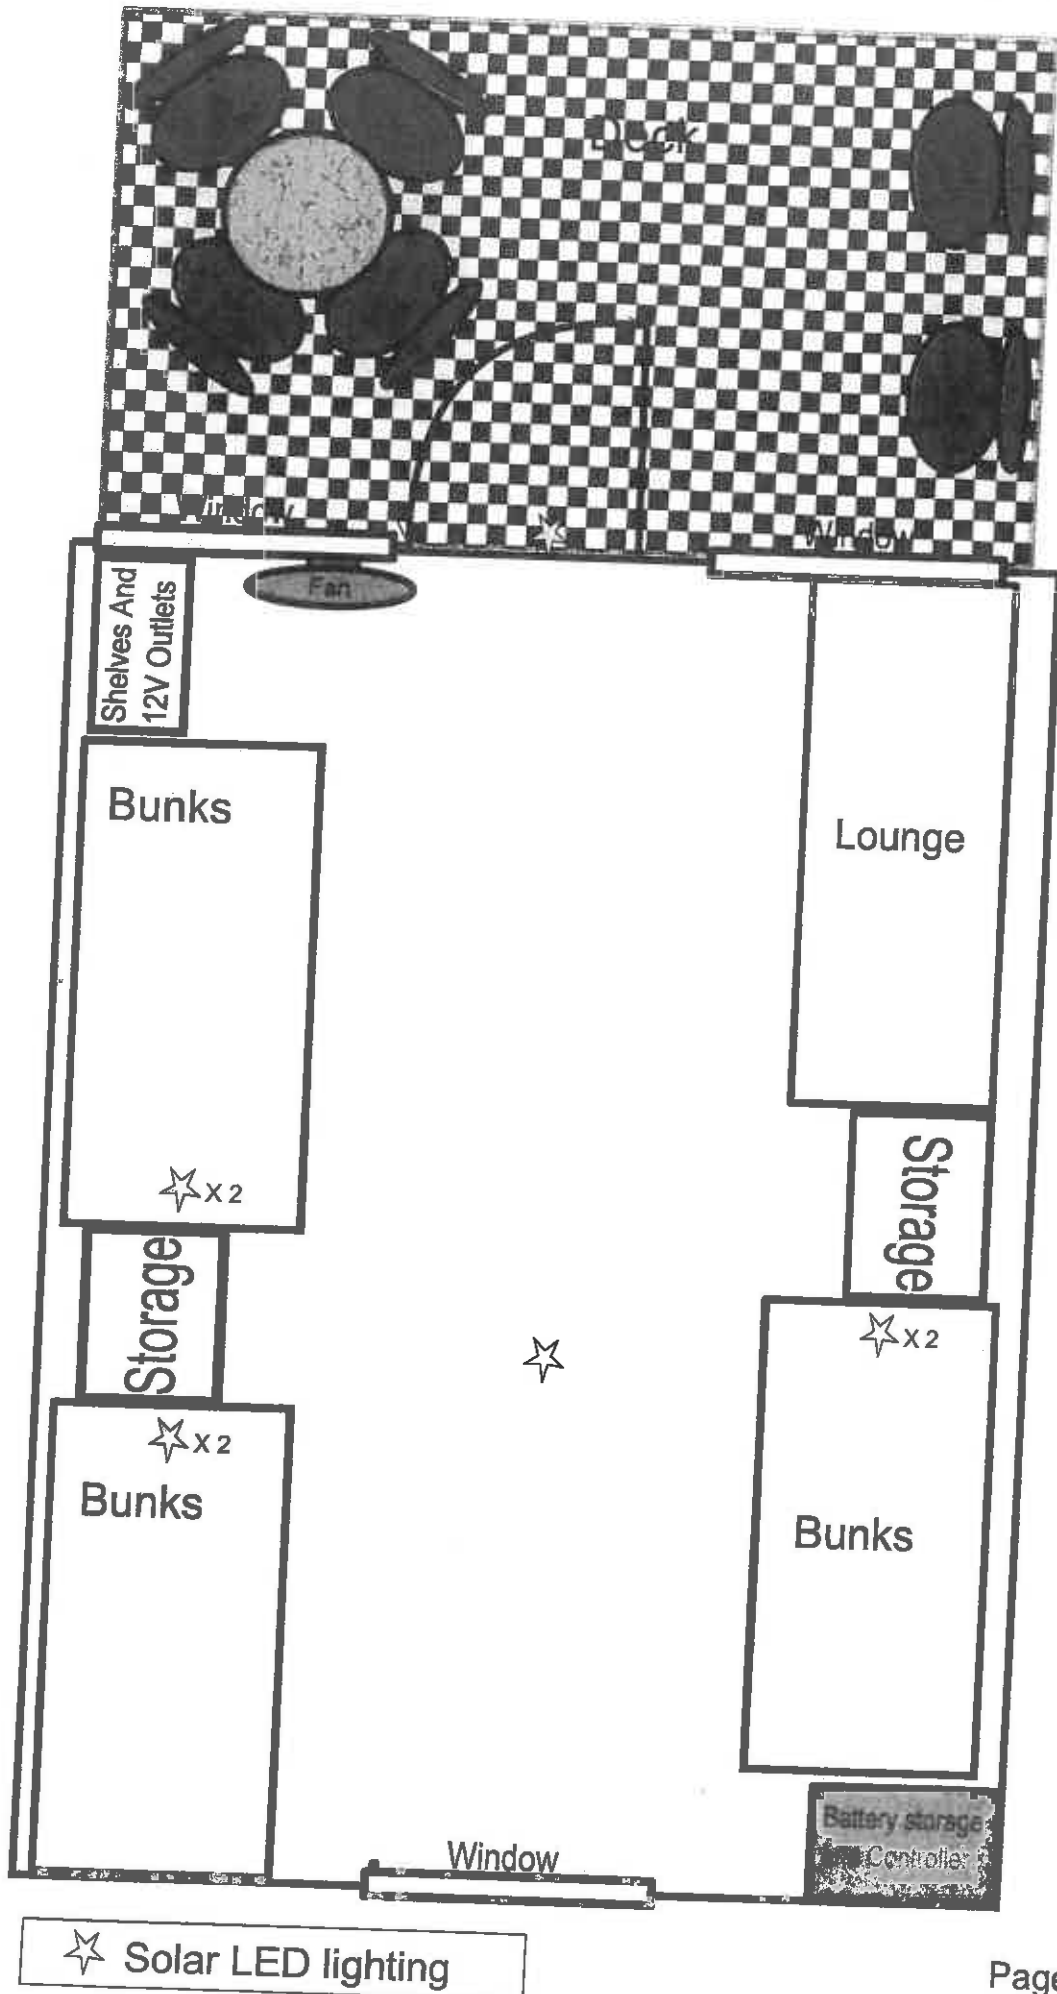 Deck
Window
Window
Fan
Shelves And
12V Outlets
Bunks
Lounge
X 2
Storage
Storage
X 2
X 2
Bunks
Bunks
Battery storage
Controller
Window
Solar LED lighting
Page